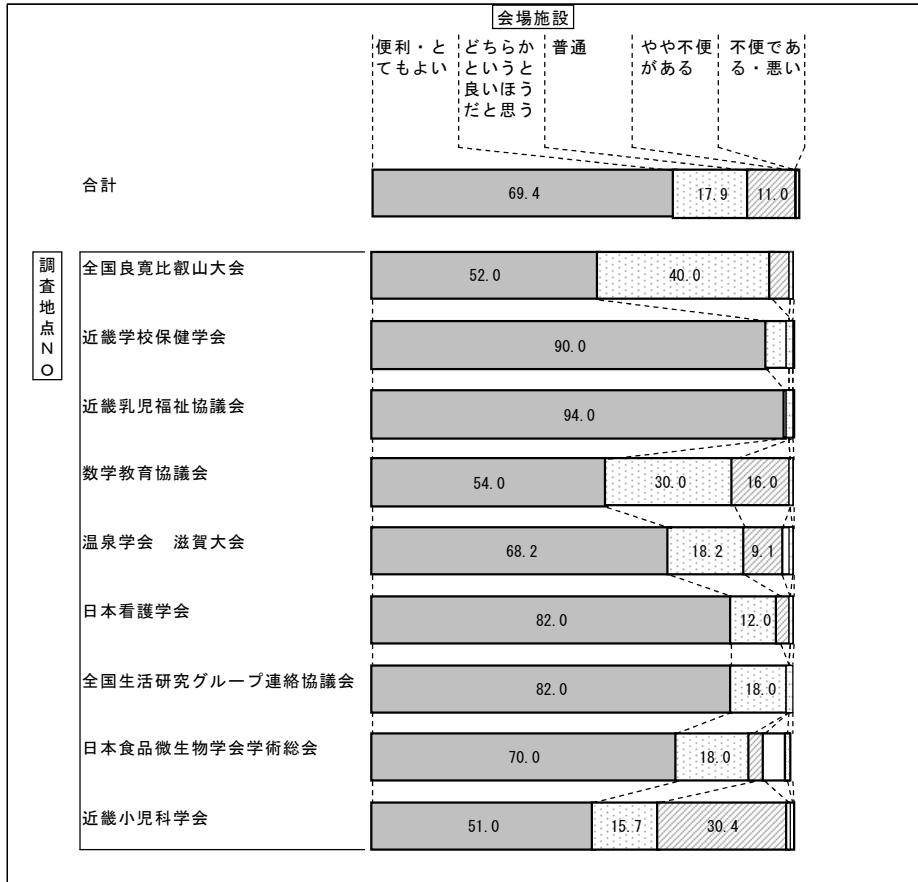 会場施設
便利・と
てもよい
どちらか
というと
良いほう
だと思う
普通
やや不便
がある
不便であ
る・悪い
合計
69.4
17.9
11.0
調査地点NO
全国良寛比叡山大会
52.0
40.0
近畿学校保健学会
90.0
近畿乳児福祉協議会
94.0
数学教育協議会
54.0
30.0
16.0
温泉学会　滋賀大会
68.2
18.2
9.1
日本看護学会
82.0
12.0
全国生活研究グループ連絡協議会
82.0
18.0
日本食品微生物学会学術総会
70.0
18.0
近畿小児科学会
51.0
15.7
30.4